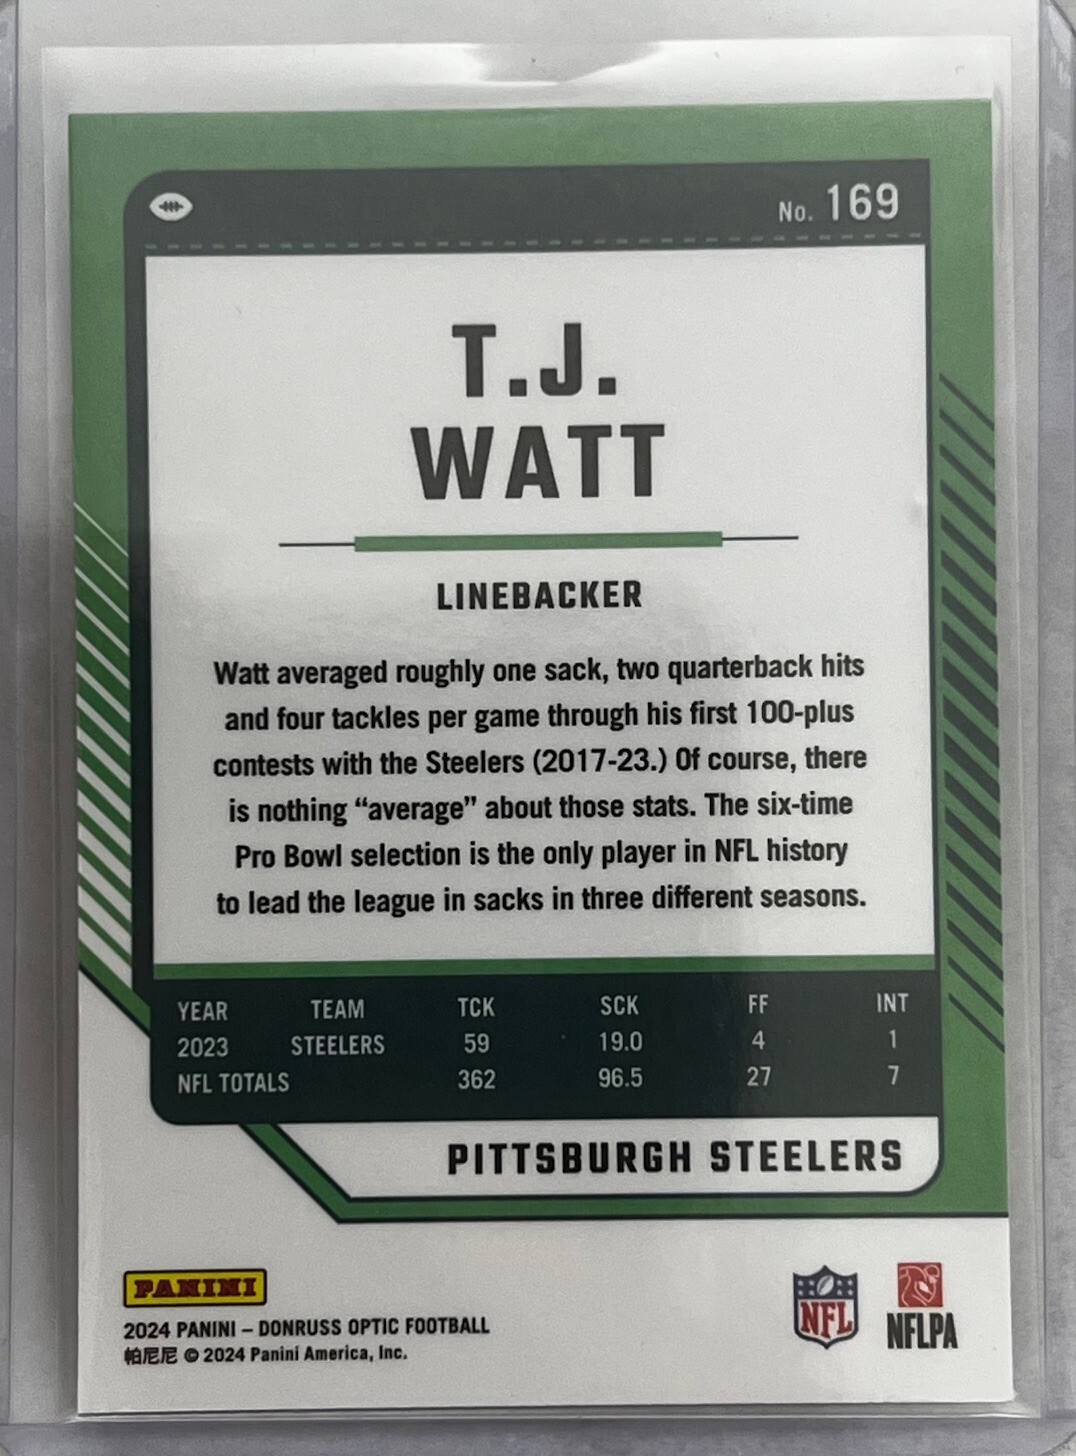 No. 169
T.J.
WATT
LINEBACKER
Watt averaged roughly one sack, two quarterback hits
and four tackles per game through his first 100-plus
contests with the Steelers (2017-23.) Of course, there
is nothing “average” about those stats. The six-time
Pro Bowl selection is the only player in NFL history
to lead the league in sacks in three different seasons.
YEAR TEAM TCK SCK FF INT
2023 STEELERS 59 19.0 4 1
NFL TOTALS 362 96.5 27 7
PITTSBURGH STEELERS
PANINI
2024 PANINI – DONRUSS OPTIC FOOTBALL
帕尼尼 © 2024 Panini America, Inc.
NFL
NFLPA